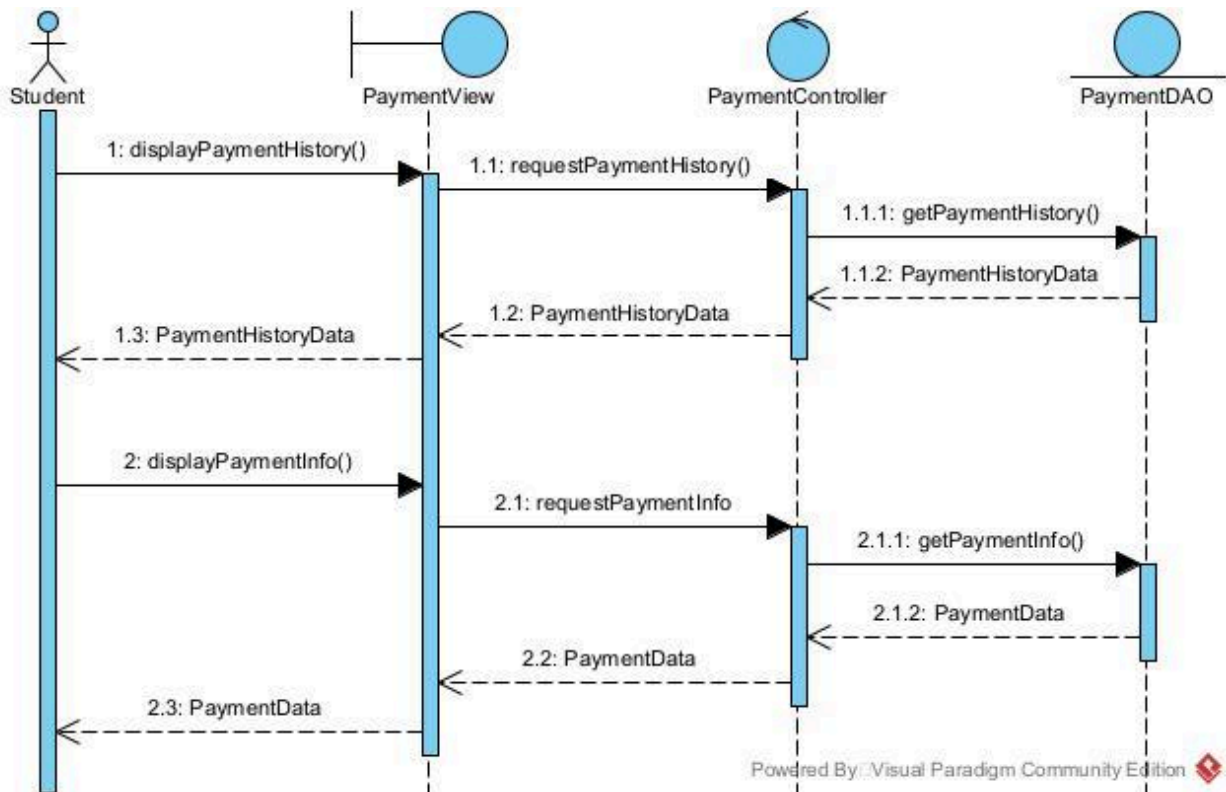 Student
PaymentView
PaymentController
PaymentDAO
1: displayPaymentHistory()
1.1: requestPaymentHistory()
1.1.1: getPaymentHistory()
1.1.2: PaymentHistoryData
1.2: PaymentHistoryData
1.3: PaymentHistoryData
2: displayPaymentInfo()
2.1: requestPaymentInfo
2.1.1: getPaymentInfo()
2.1.2: PaymentData
2.2: PaymentData
2.3: PaymentData
Powered By Visual Paradigm Community Edition